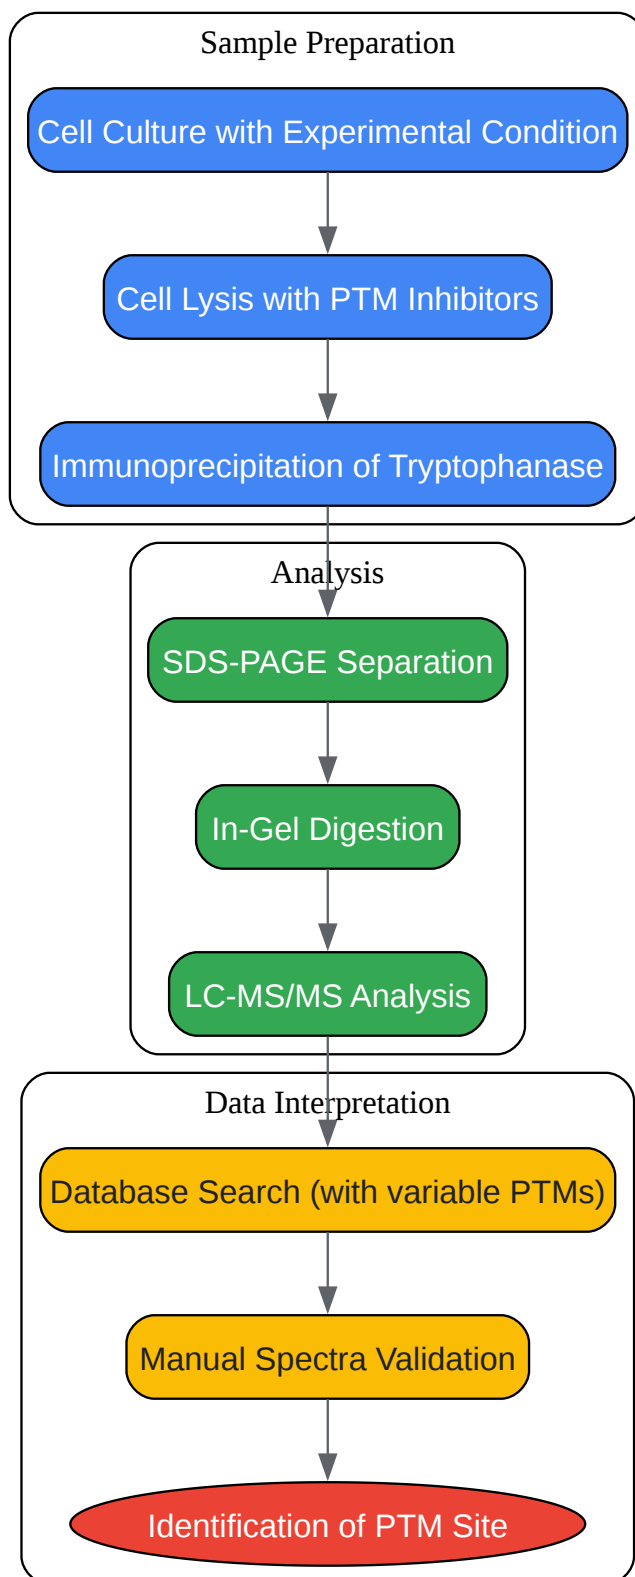 Sample Preparation
Cell Culture with Experimental Condition
Cell Lysis with PTM Inhibitors
Immunoprecipitation of Tryptophanase
Analysis
SDS-PAGE Separation
In-Gel Digestion
LC-MS/MS Analysis
Data Interpretation
Database Search (with variable PTMs)
Manual Spectra Validation
Identification of PTM Site